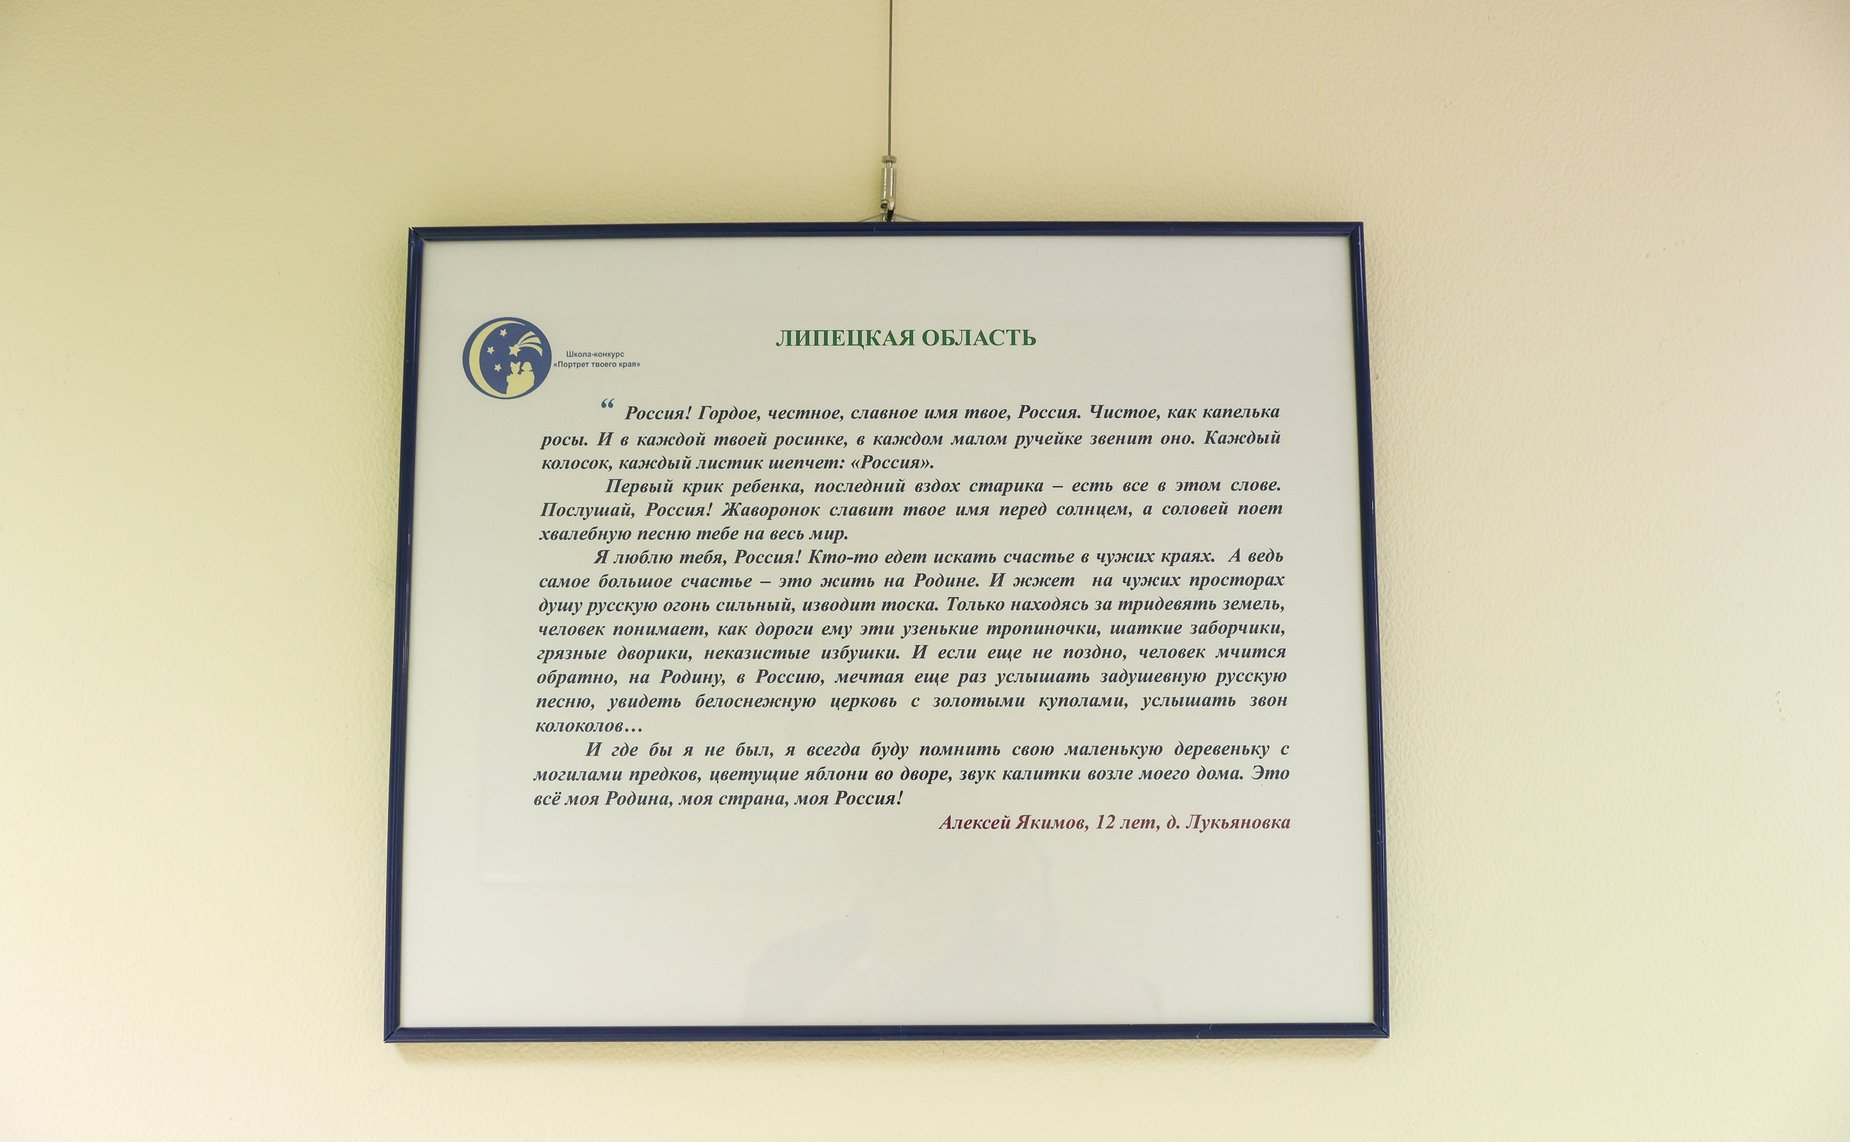 ЛИПЕЦКАЯ ОБЛАСТЬ
Школа-конкурс
«Портрет твоего края»
“ Россия! Гордое, честное, славное имя твое, Россия. Чистое, как капелька
росы. И в каждой твоей росинке, в каждом малом ручейке звенит оно. Каждый
колосок, каждый листик шепчет: «Россия».
Первый крик ребенка, последний вздох старика – есть все в этом слове.
Послушай, Россия! Жаворонок славит твое имя перед солнцем, а соловей поет
хвалебную песню тебе на весь мир.
Я люблю тебя, Россия! Кто-то едет искать счастье в чужих краях. А ведь
самое большое счастье – это жить на Родине. И жжет на чужих просторах
душу русскую огонь сильный, изводит тоска. Только находясь за тридевять земель,
человек понимает, как дороги ему эти узенькие тропиночки, шаткие заборчики,
грязные дворики, неказистые избушки. И если еще не поздно, человек мчится
обратно, на Родину, в Россию, мечтая еще раз услышать задушевную русскую
песню, увидеть белоснежную церковь с золотыми куполами, услышать звон
колоколов…
И где бы я не был, я всегда буду помнить свою маленькую деревеньку с
могилами предков, цветущие яблони во дворе, звук калитки возле моего дома. Это
всё моя Родина, моя страна, моя Россия!
Алексей Якимов, 12 лет, д. Лукьяновка